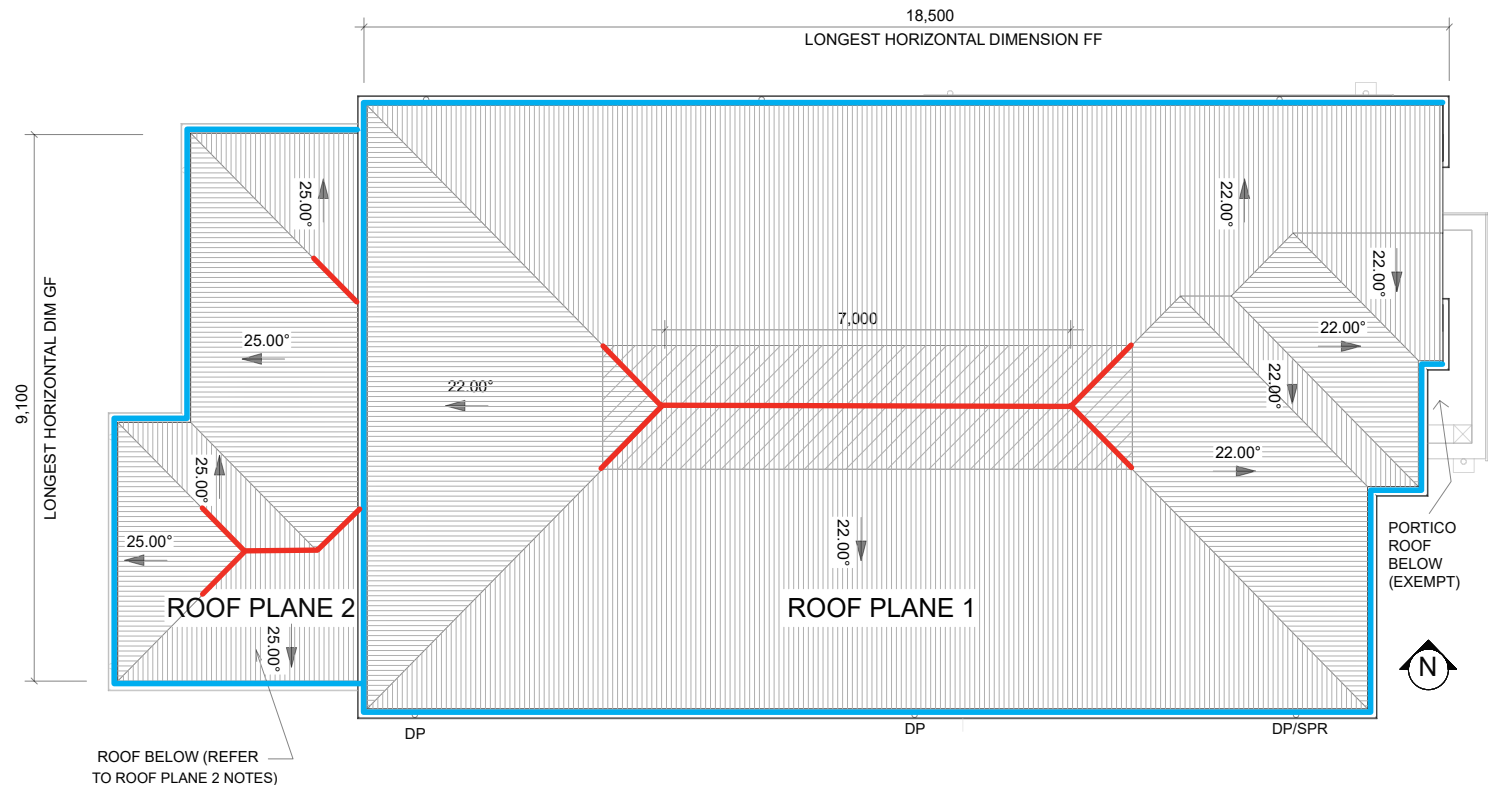 18,500
LONGEST HORIZONTAL DIMENSION FF
9,100
LONGEST HORIZONTAL DIM GF
25.00°
25.00°
25.00°
25.00°
25.00°
ROOF PLANE 2
22.00°
7,000
22.00°
22.00°
22.00°
22.00°
22.00°
22.00°
ROOF PLANE 1
PORTICO
ROOF
BELOW
(EXEMPT)
N
DP
DP
DP/SPR
ROOF BELOW (REFER
TO ROOF PLANE 2 NOTES)